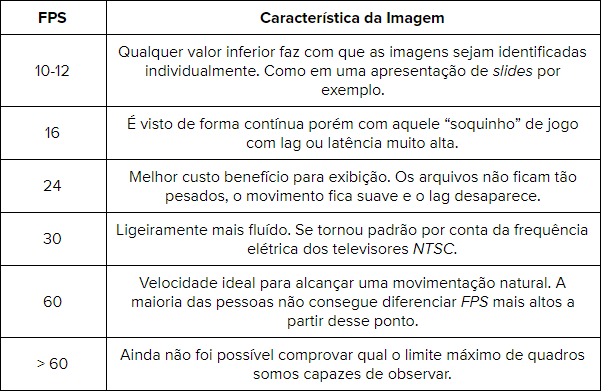 FPS
Característica da Imagem
10-12
Qualquer valor inferior faz com que as imagens sejam identificadas
individualmente. Como em uma apresentação de slides por
exemplo.
16
É visto de forma contínua porém com aquele “soquinho” de jogo
com lag ou latência muito alta.
24
Melhor custo benefício para exibição. Os arquivos não ficam tão
pesados, o movimento fica suave e o lag desaparece.
30
Ligeiramente mais fluído. Se tornou padrão por conta da frequência
elétrica dos televisores NTSC.
60
Velocidade ideal para alcançar uma movimentação natural. A
maioria das pessoas não consegue diferenciar FPS mais altos a
partir desse ponto.
> 60
Ainda não foi possível comprovar qual o limite máximo de quadros
somos capazes de observar.